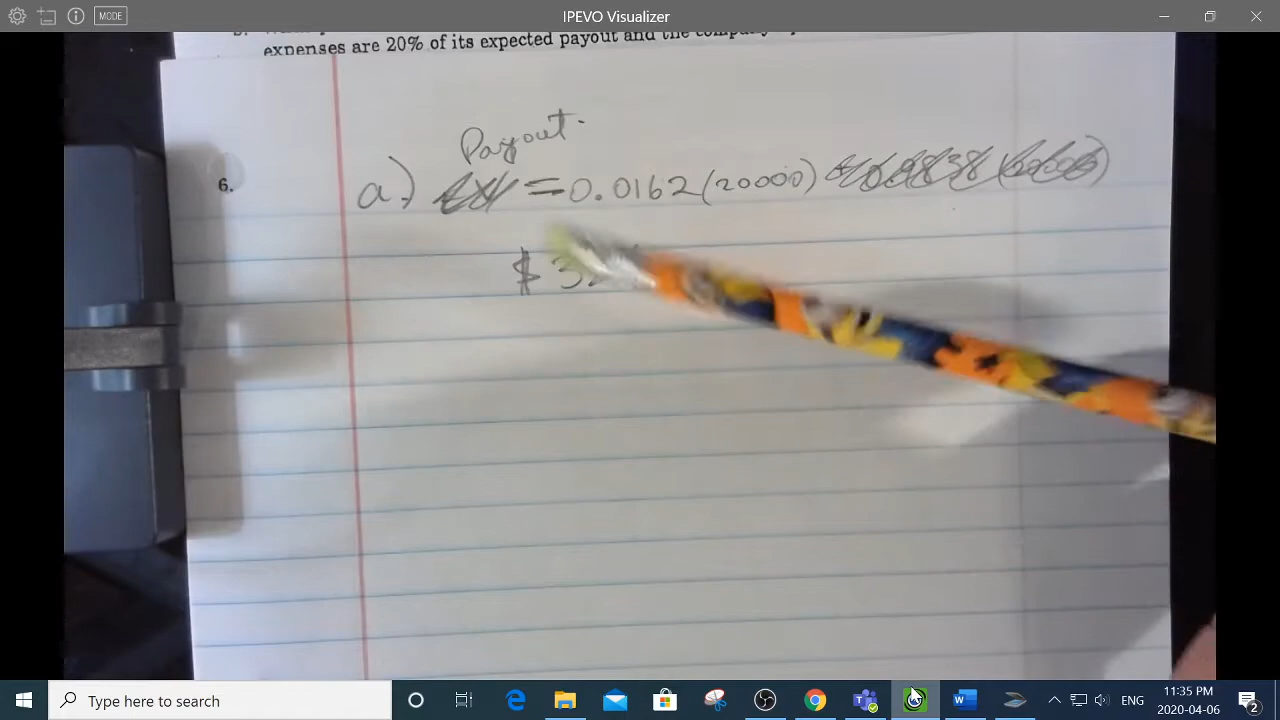 IPEVO Visualizer
MODE
expenses are 20% of its expected payout and the company
Payout.
6.
a) = 0.0162 (20000)
$ 3
Type here to search
ENG
11:35 PM
2020-04-06
2